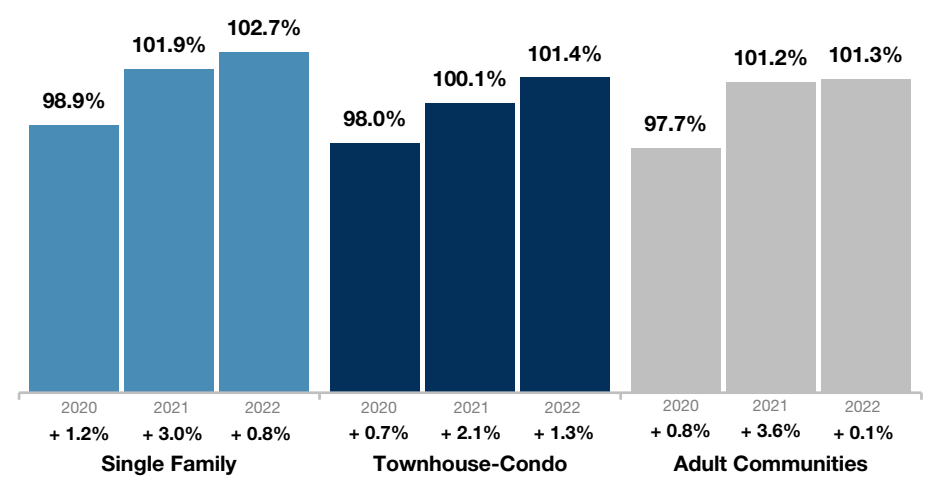 98.9% 101.9% 102.7%
98.0% 100.1% 101.4%
97.7% 101.2% 101.3%
2020 2021 2022 2020 2021 2022 2020 2021 2022
+ 1.2% + 3.0% + 0.8% + 0.7% + 2.1% + 1.3% + 0.8% + 3.6% + 0.1%
Single Family Townhouse-Condo Adult Communities